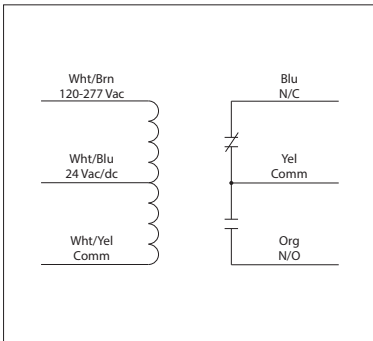 Wht/Brn
120-277 Vac
Wht/Blu
24 Vac/dc
Wht/Yel
Comm
Blu
N/C
Yel
Comm
Org
N/O